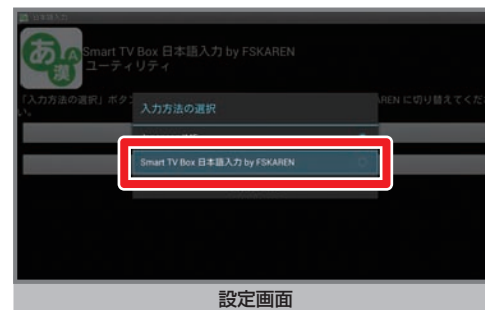 日本語入力
あA漢
Smart TV Box 日本語入力 by FSKAREN
ユーティリティ
「入力方法の選択」ボタ
AREN に切り替えてくださ
い。
入力方法の選択
Smart TV Box 日本語入力 by FSKAREN
設定画面